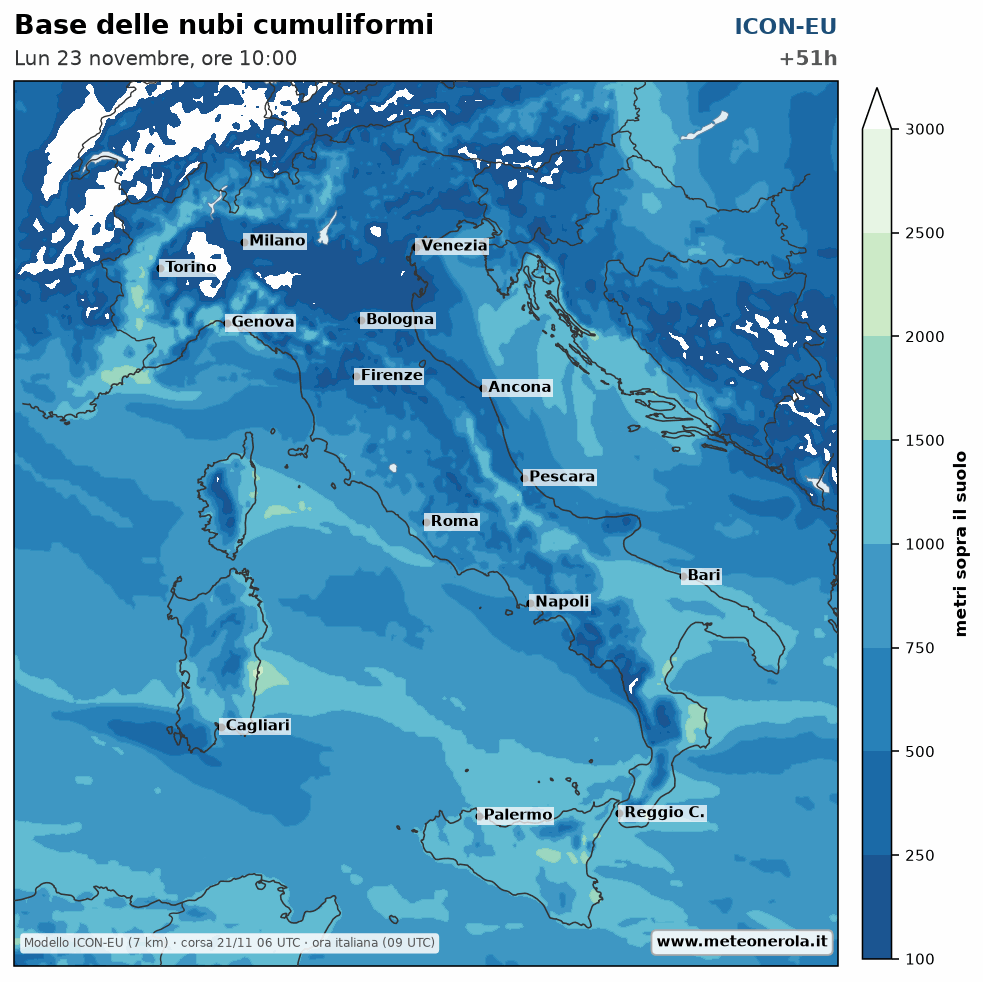 Base delle nubi cumuliformi
ICON-EU
Lun 23 novembre, ore 10:00
+51h
3000
2500
2000
1500
1000
750
500
250
100
metri sopra il suolo
Milano
Venezia
Torino
Genova
Bologna
Firenze
Ancona
Pescara
Roma
Bari
Napoli
Cagliari
Palermo
Reggio C.
Modello ICON-EU (7 km) · corsa 21/11 06 UTC · ora italiana (09 UTC)
www.meteonerola.it